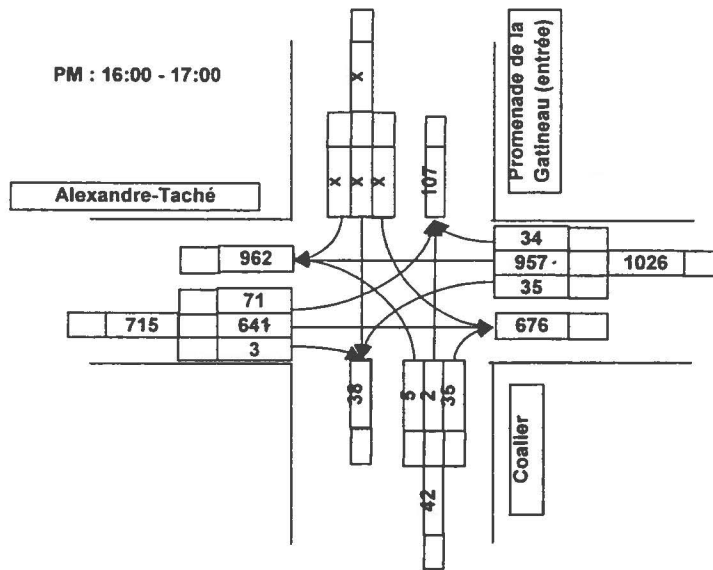 PM : 16:00 - 17:00
Promenade de la
Gatineau (entrée)
Alexandre-Taché
X
X
X
X
107
962
34
957
1026
35
71
715
641
3
676
38
5
2
35
42
Coalier